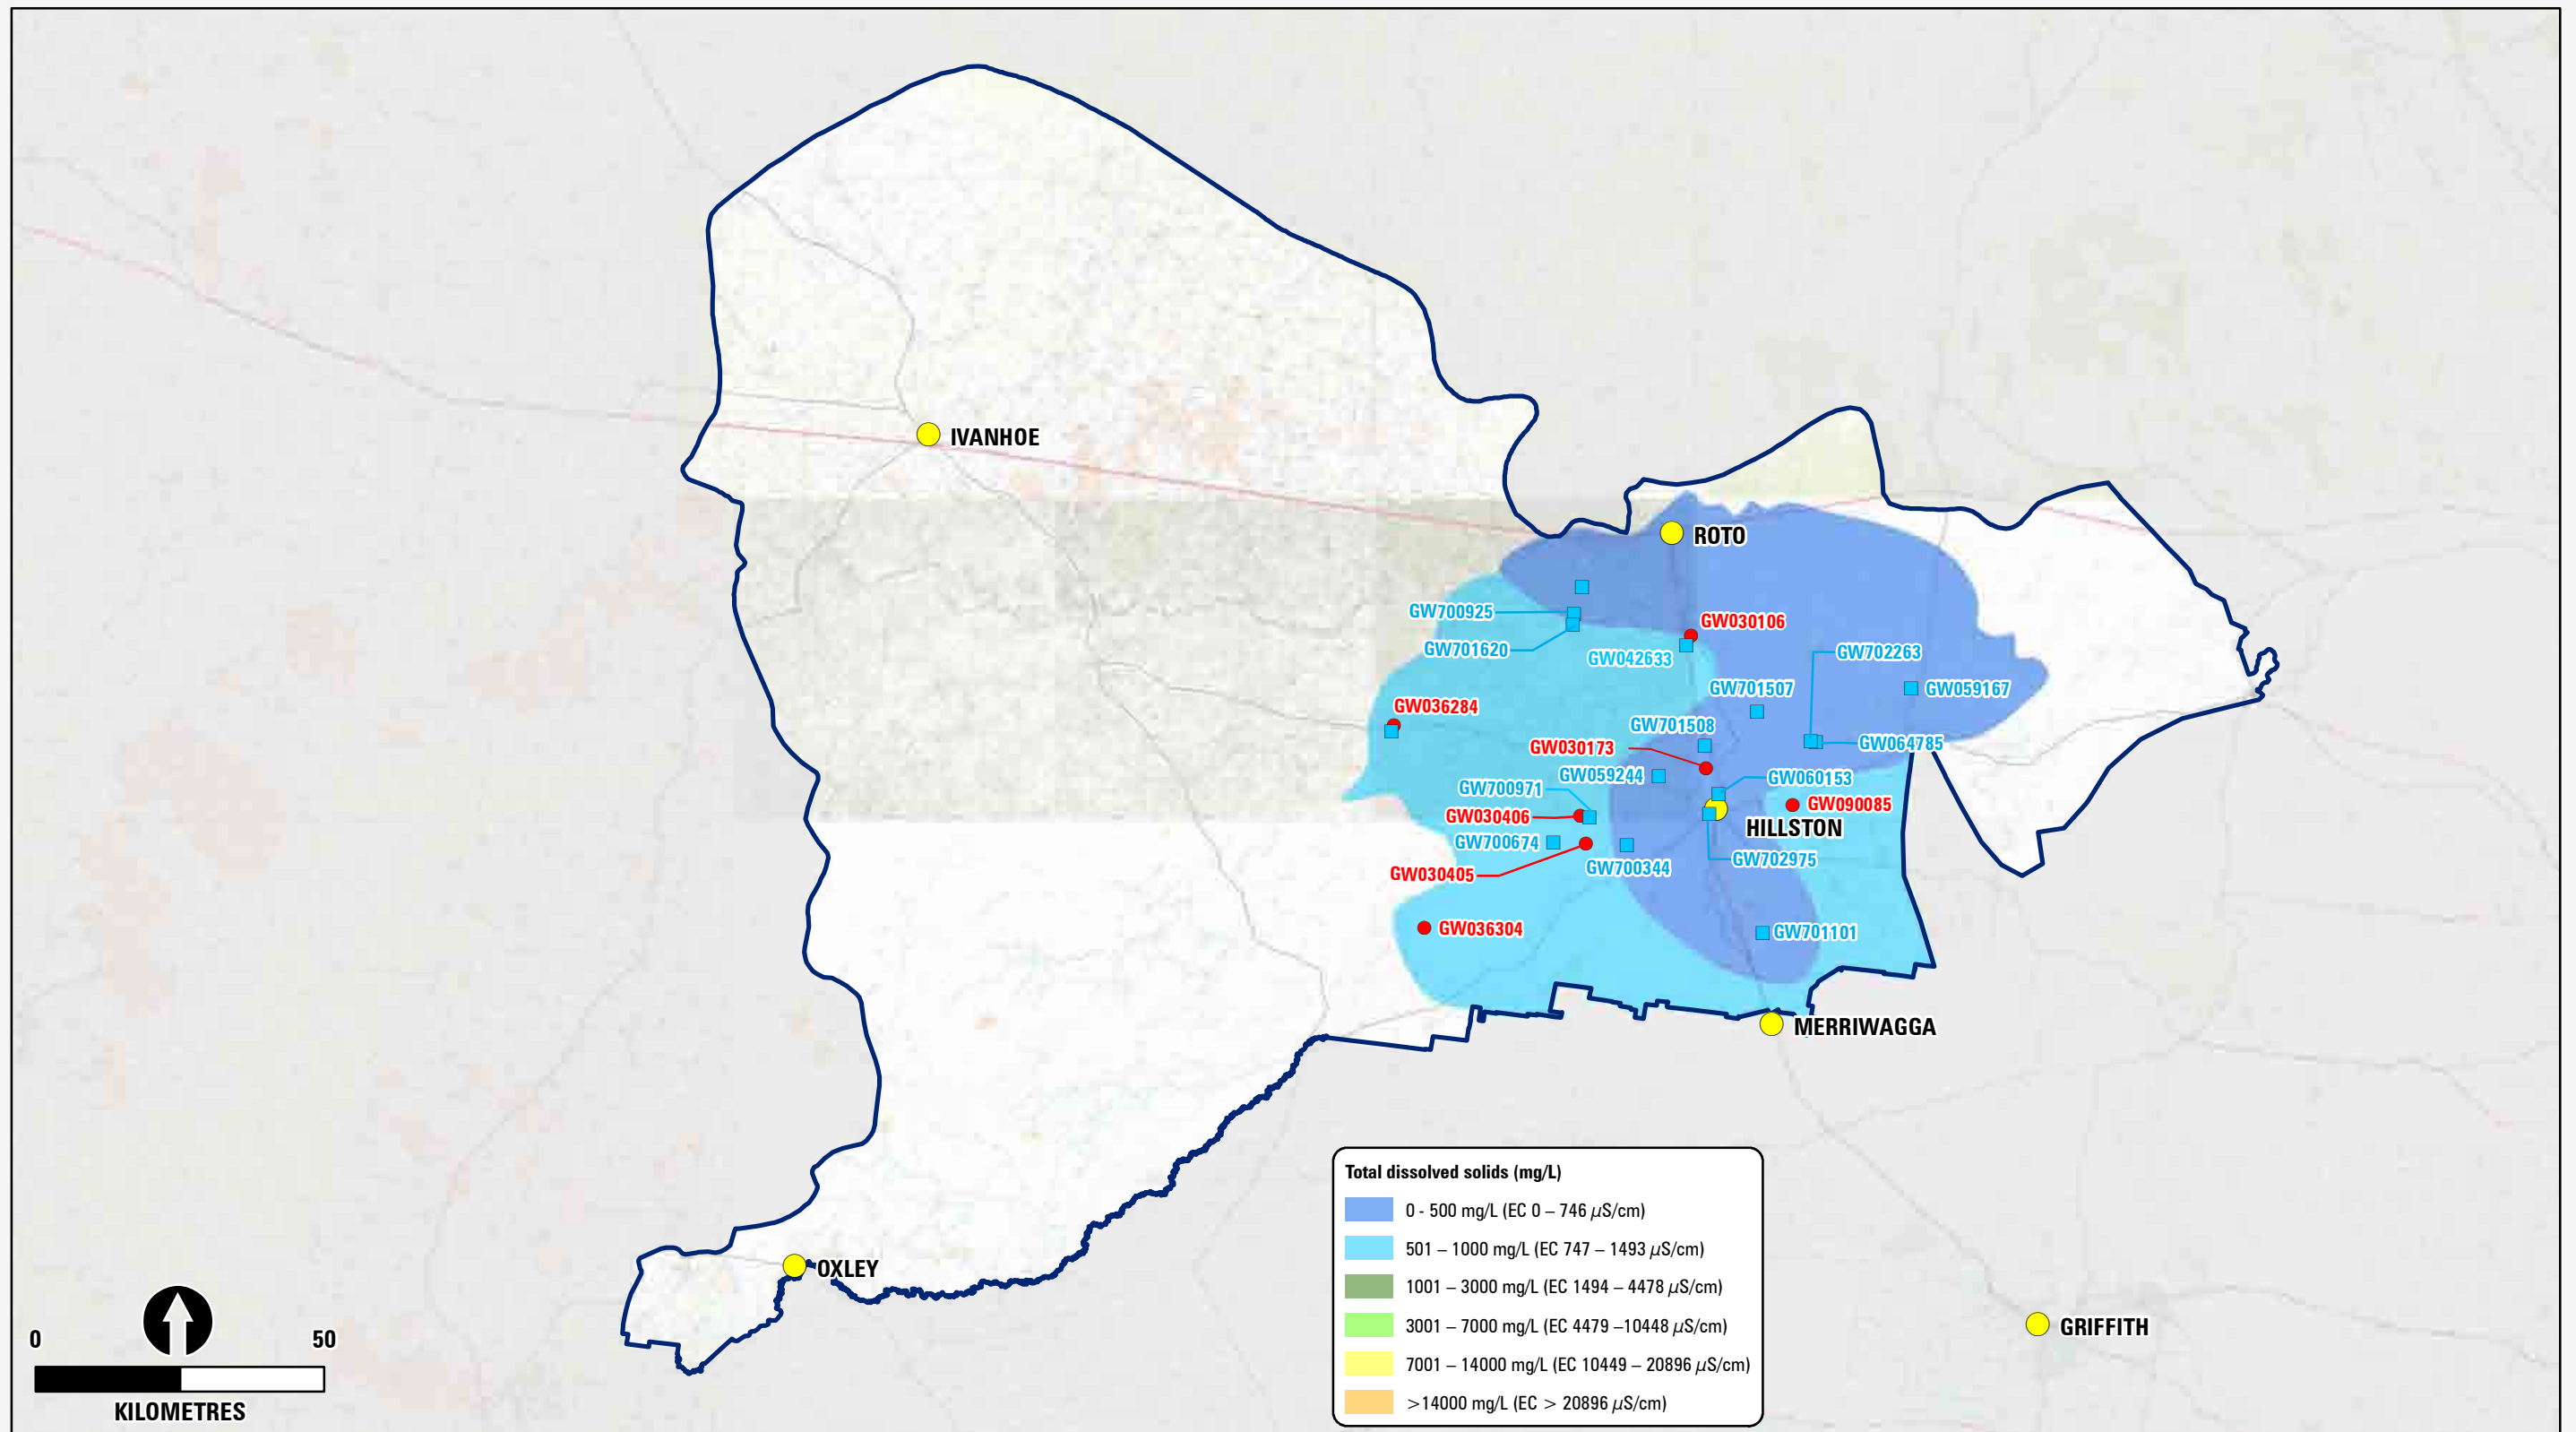 IVANHOE
ROTO
GW700925
GW030106
GW701620
GW042633
GW702263
GW701507
GW059167
GW036284
GW701508
GW030173
GW064785
GW059244
GW060153
GW700971
GW090085
GW030406
HILLSTON
GW700674
GW702975
GW700344
GW030405
GW036304
GW701101
MERRIWAGGA
Total dissolved solids (mg/L)
0 - 500 mg/L (EC 0 – 746 µS/cm)
501 – 1000 mg/L (EC 747 – 1493 µS/cm)
1001 – 3000 mg/L (EC 1494 – 4478 µS/cm)
3001 – 7000 mg/L (EC 4479 –10448 µS/cm)
7001 – 14000 mg/L (EC 10449 – 20896 µS/cm)
>14000 mg/L (EC > 20896 µS/cm)
OXLEY
GRIFFITH
0 50
KILOMETRES